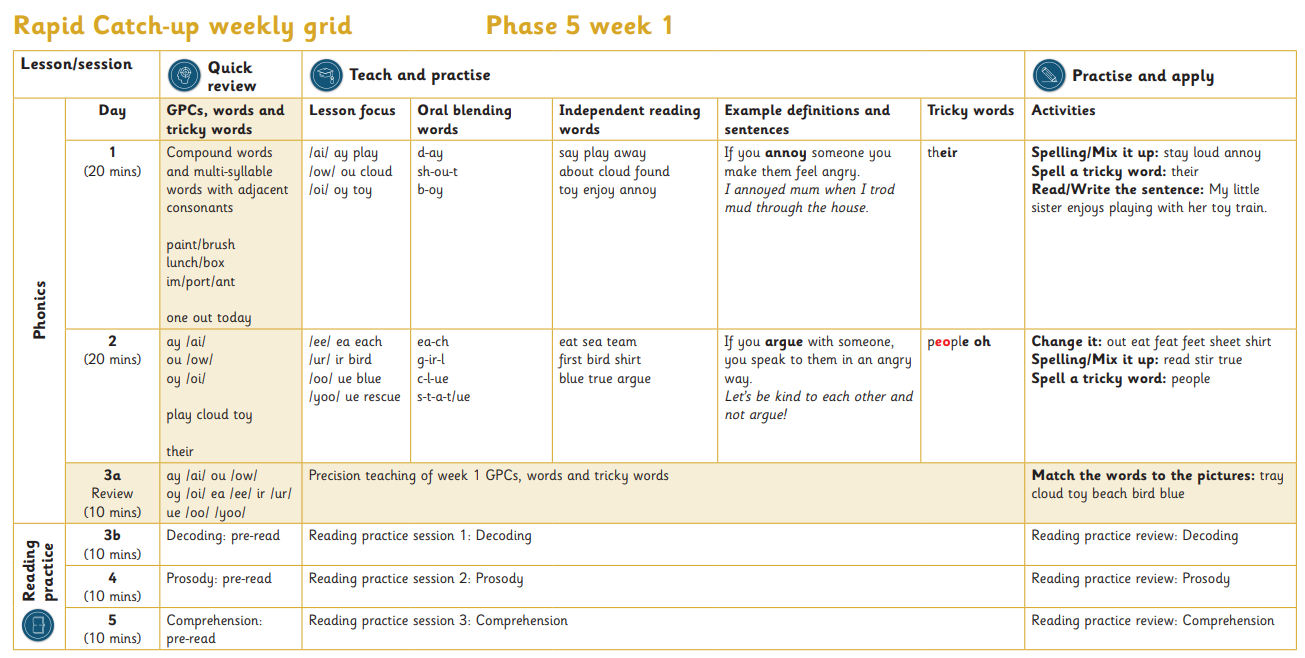 Rapid Catch-up weekly grid Phase 5 week 1
Lesson/session
Quick
review
Teach and practise
Practise and apply
Phonics
Day
GPCs, words and
tricky words
Lesson focus
Oral blending
words
Independent reading
words
Example definitions and
sentences
Tricky words
Activities
1
(20 mins)
Compound words
and multi-syllable
words with adjacent
consonants
paint/brush
lunch/box
im/port/ant
one out today
/ai/ ay play
/ow/ ou cloud
/oi/ oy toy
d-ay
sh-ou-t
b-oy
say play away
about cloud found
toy enjoy annoy
If you annoy someone you
make them feel angry.
I annoyed mum when I trod
mud through the house.
their
Spelling/Mix it up: stay loud annoy
Spell a tricky word: their
Read/Write the sentence: My little
sister enjoys playing with her toy train.
2
(20 mins)
ay /ai/
ou /ow/
oy /oi/
play cloud toy
their
/ee/ ea each
/ur/ ir bird
/oo/ ue blue
/yoo/ ue rescue
ea-ch
g-ir-l
c-l-ue
s-t-a-t/ue
eat sea team
first bird shirt
blue true argue
If you argue with someone,
you speak to them in an angry
way.
Let's be kind to each other and
not argue!
people oh
Change it: out eat feat feet sheet shirt
Spelling/Mix it up: read stir true
Spell a tricky word: people
3a
Review
(10 mins)
ay /ai/ ou /ow/
oy /oi/ ea /ee/ ir /ur/
ue /oo/ /yoo/
Precision teaching of week 1 GPCs, words and tricky words
Match the words to the pictures: tray
cloud toy beach bird blue
Reading
practice
3b
(10 mins)
Decoding: pre-read
Reading practice session 1: Decoding
Reading practice review: Decoding
4
(10 mins)
Prosody: pre-read
Reading practice session 2: Prosody
Reading practice review: Prosody
5
(10 mins)
Comprehension:
pre-read
Reading practice session 3: Comprehension
Reading practice review: Comprehension